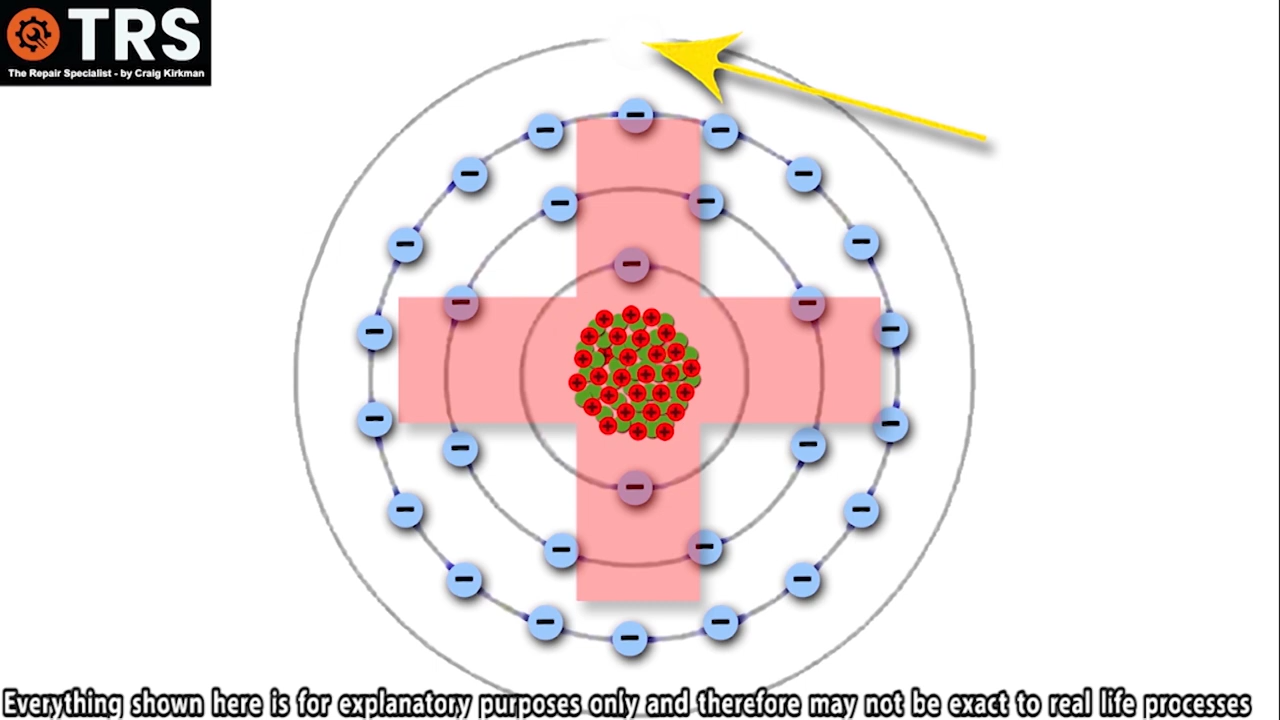 TRS
The Repair Specialist - by Craig Kirkman
Everything shown here is for explanatory purposes only and therefore may not be exact to real life processes